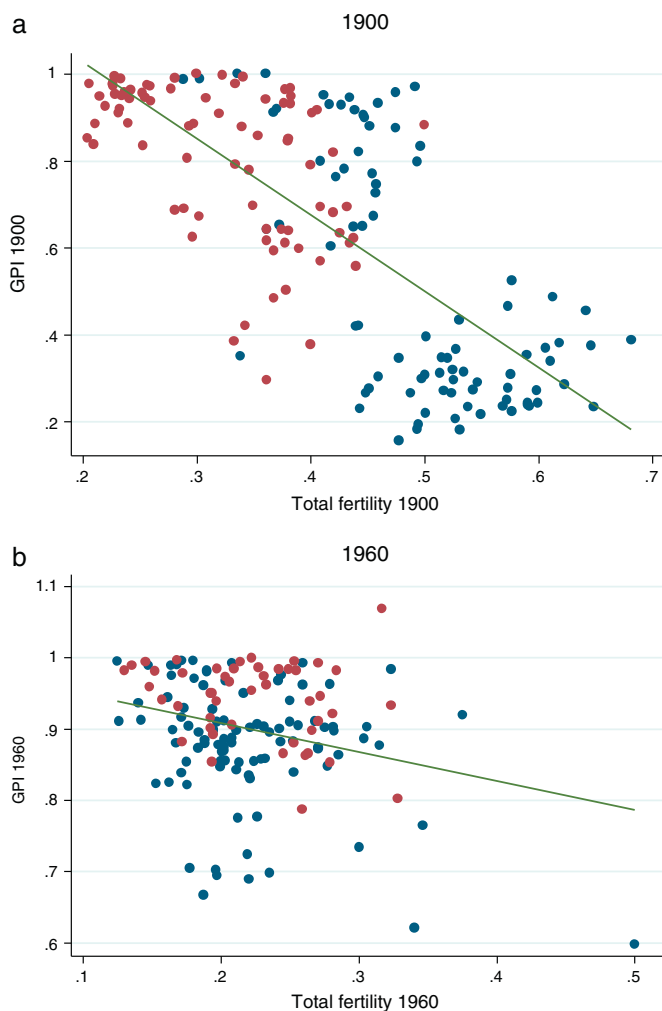 a
1900
1
.8
.6
.4
.2
GPI 1900
.2 .3 .4 .5 .6 .7
Total fertility 1900
b
1960
1.1
1
.9
.8
.7
.6
GPI 1960
.1 .2 .3 .4 .5
Total fertility 1960